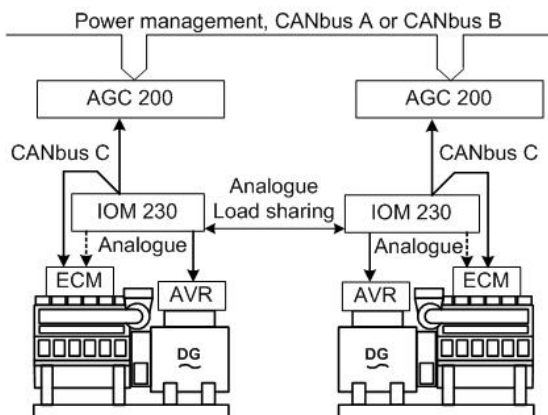 Power management, CANbus A or CANbus B
AGC 200
AGC 200
CANbus C
CANbus C
Analogue
Load sharing
IOM 230
IOM 230
Analogue
Analogue
ECM
AVR
AVR
ECM
DG
DG